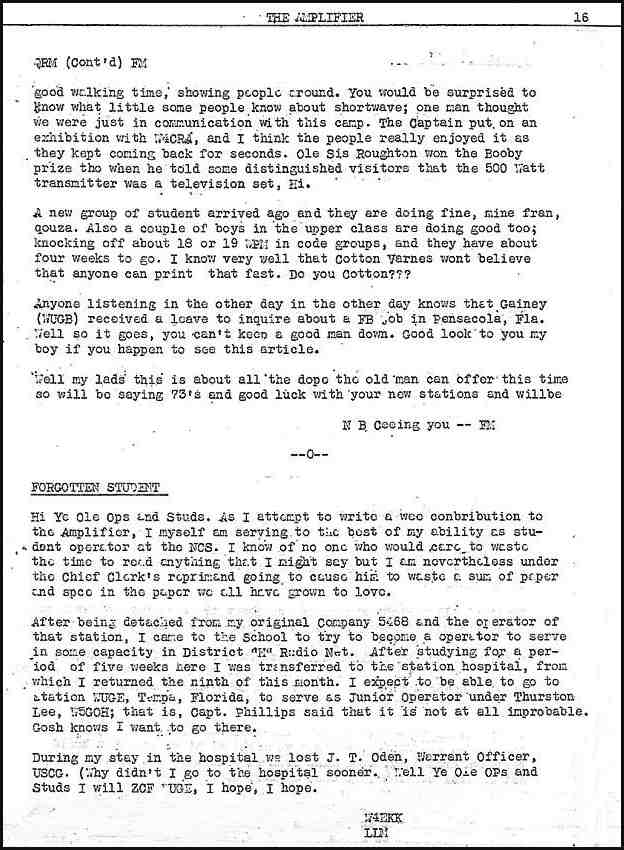 THE AMPLIFIER 16
QRM (Cont'd) FM
good walking time, showing people around. You would be surprised to
know what little some people know about shortwave; one man thought
we were just in communication with this camp. The Captain put on an
exhibition with W4CRA, and I think the people really enjoyed it as
they kept coming back for seconds. Ole Sis Roughton won the Booby
prize tho when he told some distinguished visitors that the 500 Watt
transmitter was a television set, Hi.
A new group of student arrived ago and they are doing fine, mine fran,
qouza. Also a couple of boys in the upper class are doing good too;
knocking off about 18 or 19 WPM in code groups, and they have about
four weeks to go. I know very well that Cotton Varnes wont believe
that anyone can print that fast. Do you Cotton???
Anyone listening in the other day in the other day knows that Gainey
(WUGB) received a leave to inquire about a FB job in Pensacola, Fla.
Well so it goes, you can't keep a good man down. Good look to you my
boy if you happen to see this article.
Well my lads this is about all the dope the old man can offer this time
so will be saying 73's and good luck with your new stations and willbe
N B Ceeing you -- FM
--0--
FORGOTTEN STUDENT
Hi Ye Ole Ops and Studs. As I attempt to write a wee conbribution to
the Amplifier, I myself am serving to the best of my ability as stu-
dent operator at the NCS. I know of no one who would care to waste
the time to read anything that I might say but I am nevertheless under
the Chief Clerk's reprimand going to cause him to waste a sum of paper
and spce in the paper we all have grown to love.
After being detached from my original Company 5468 and the operator of
that station, I came to the School to try to become a operator to serve
in some capacity in District "H" Radio Net. After studying for a per-
iod of five weeks here I was transferred to the station hospital, from
which I returned the ninth of this month. I expect to be able to go to
station WUGE, Tampa, Florida, to serve as Junior Operator under Thurston
Lee, W5GOH; that is, Capt. Phillips said that it is not at all improbable.
Gosh knows I want to go there.
During my stay in the hospital we lost J. T. Oden, Warrant Officer,
USCG. (Why didn't I go to the hospital sooner. Well Ye Ole OPs and
Studs I will ZCF WUGE, I hope, I hope.
W4EKK
LIN